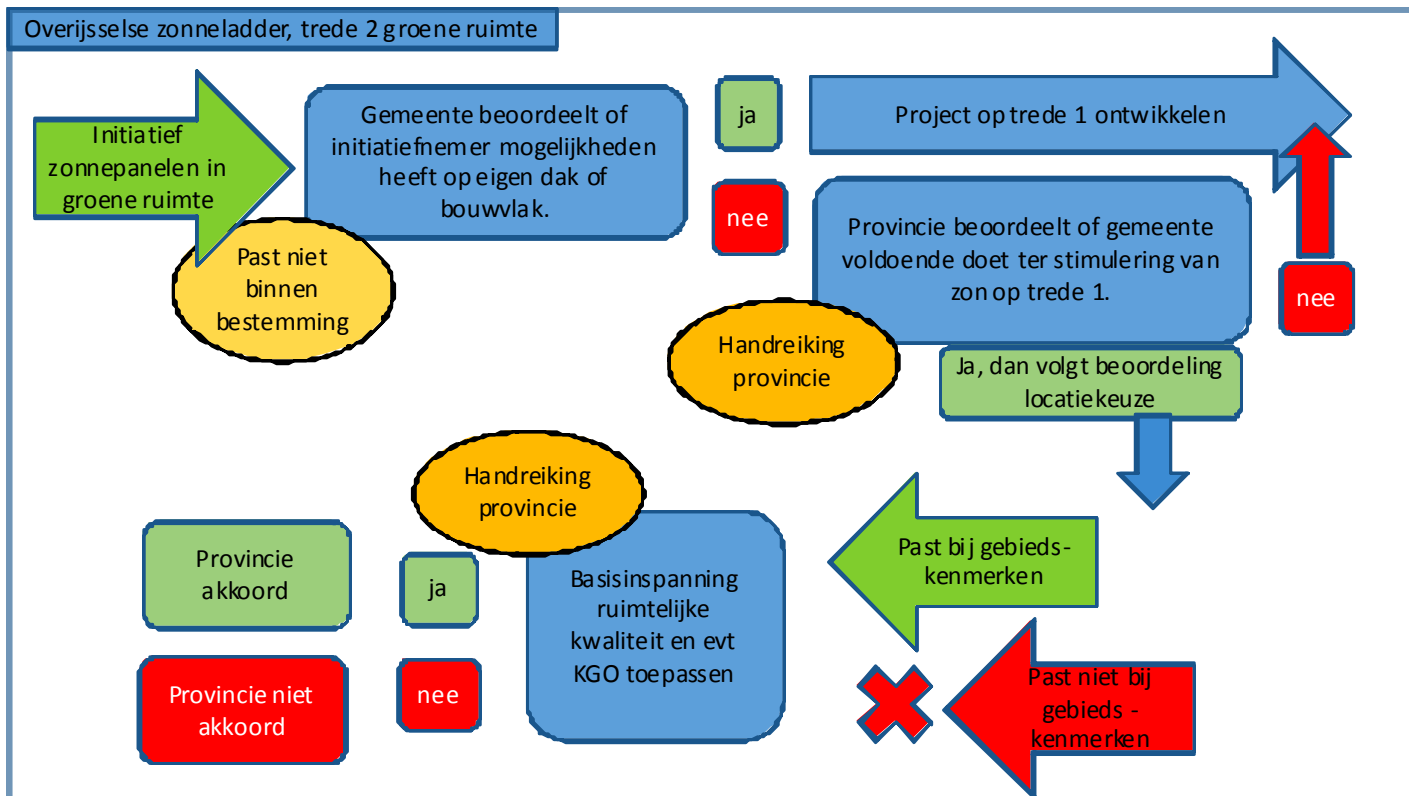 Overijsselse zonneladder, trede 2 groene ruimte
Initiatief
zonnepanelen in
groene ruimte
Past niet
binnen
bestemming
Gemeente beoordeelt of
initiatiefnemer mogelijkheden
heeft op eigen dak of
bouwvlak.
ja
nee
Project op trede 1 ontwikkelen
Provincie beoordeelt of gemeente
voldoende doet ter stimulering van
zon op trede 1.
nee
Handreiking
provincie
Ja, dan volgt beoordeling
locatiekeuze
Past bij gebieds-
kenmerken
Past niet bij
gebieds -
kenmerken
Handreiking
provincie
Basisinspanning
ruimtelijke
kwaliteit en evt
KGO toepassen
ja
Provincie
akkoord
nee
Provincie niet
akkoord